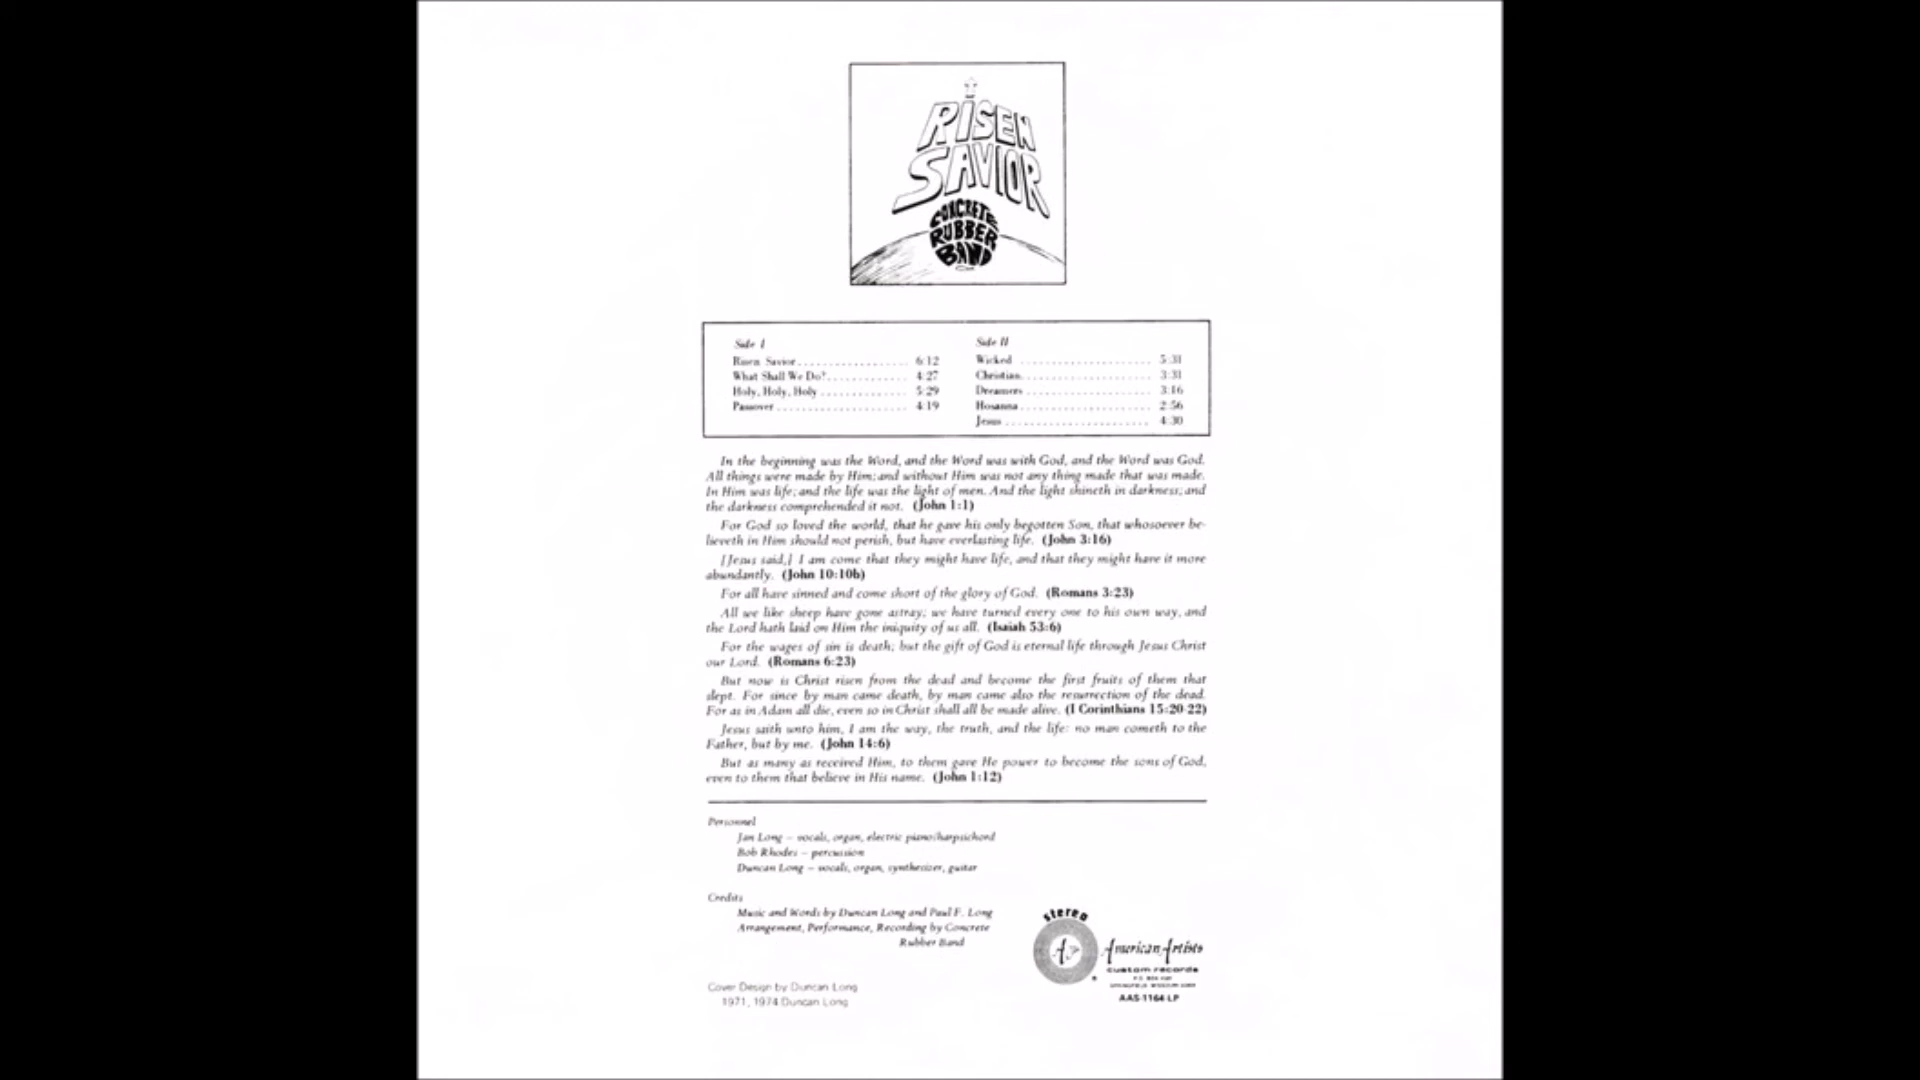 RISEN
SAVIOR
CONCRETE
RUBBER
BAND
Side I
Risen Savior 6:12
What Shall We Do? 4:27
Holy, Holy, Holy 5:29
Passover 4:19
Side II
Wicked 5:31
Christian 3:31
Dreamers 3:16
Hosanna 2:56
Jesus 4:30
In the beginning was the Word, and the Word was with God, and the Word was God.
All things were made by Him; and without Him was not any thing made that was made.
In Him was life; and the life was the light of men. And the light shineth in darkness; and
the darkness comprehended it not. (John 1:1)
For God so loved the world, that he gave his only begotten Son, that whosoever be-
lieveth in Him should not perish, but have everlasting life. (John 3:16)
[Jesus said,] I am come that they might have life, and that they might have it more
abundantly. (John 10:10b)
For all have sinned and come short of the glory of God. (Romans 3:23)
All we like sheep have gone astray; we have turned every one to his own way, and
the Lord hath laid on Him the iniquity of us all. (Isaiah 53:6)
For the wages of sin is death; but the gift of God is eternal life through Jesus Christ
our Lord. (Romans 6:23)
But now is Christ risen from the dead and become the first fruits of them that
slept. For since by man came death, by man came also the resurrection of the dead.
For as in Adam all die, even so in Christ shall all be made alive. (I Corinthians 15:20-22)
Jesus saith unto him, I am the way, the truth, and the life: no man cometh to the
Father, but by me. (John 14:6)
But as many as received Him, to them gave He power to become the sons of God,
even to them that believe in His name. (John 1:12)
Personnel
Jan Long – vocals, organ, electric piano/harpsichord
Bob Rhodes – percussion
Duncan Long – vocals, organ, synthesizer, guitar
Credits
Music and Words by Duncan Long and Paul F. Long
Arrangement, Performance, Recording by Concrete
Rubber Band
Cover Design by Duncan Long
1971, 1974 Duncan Long
stereo
American Artists
custom records
AAS-1164 LP